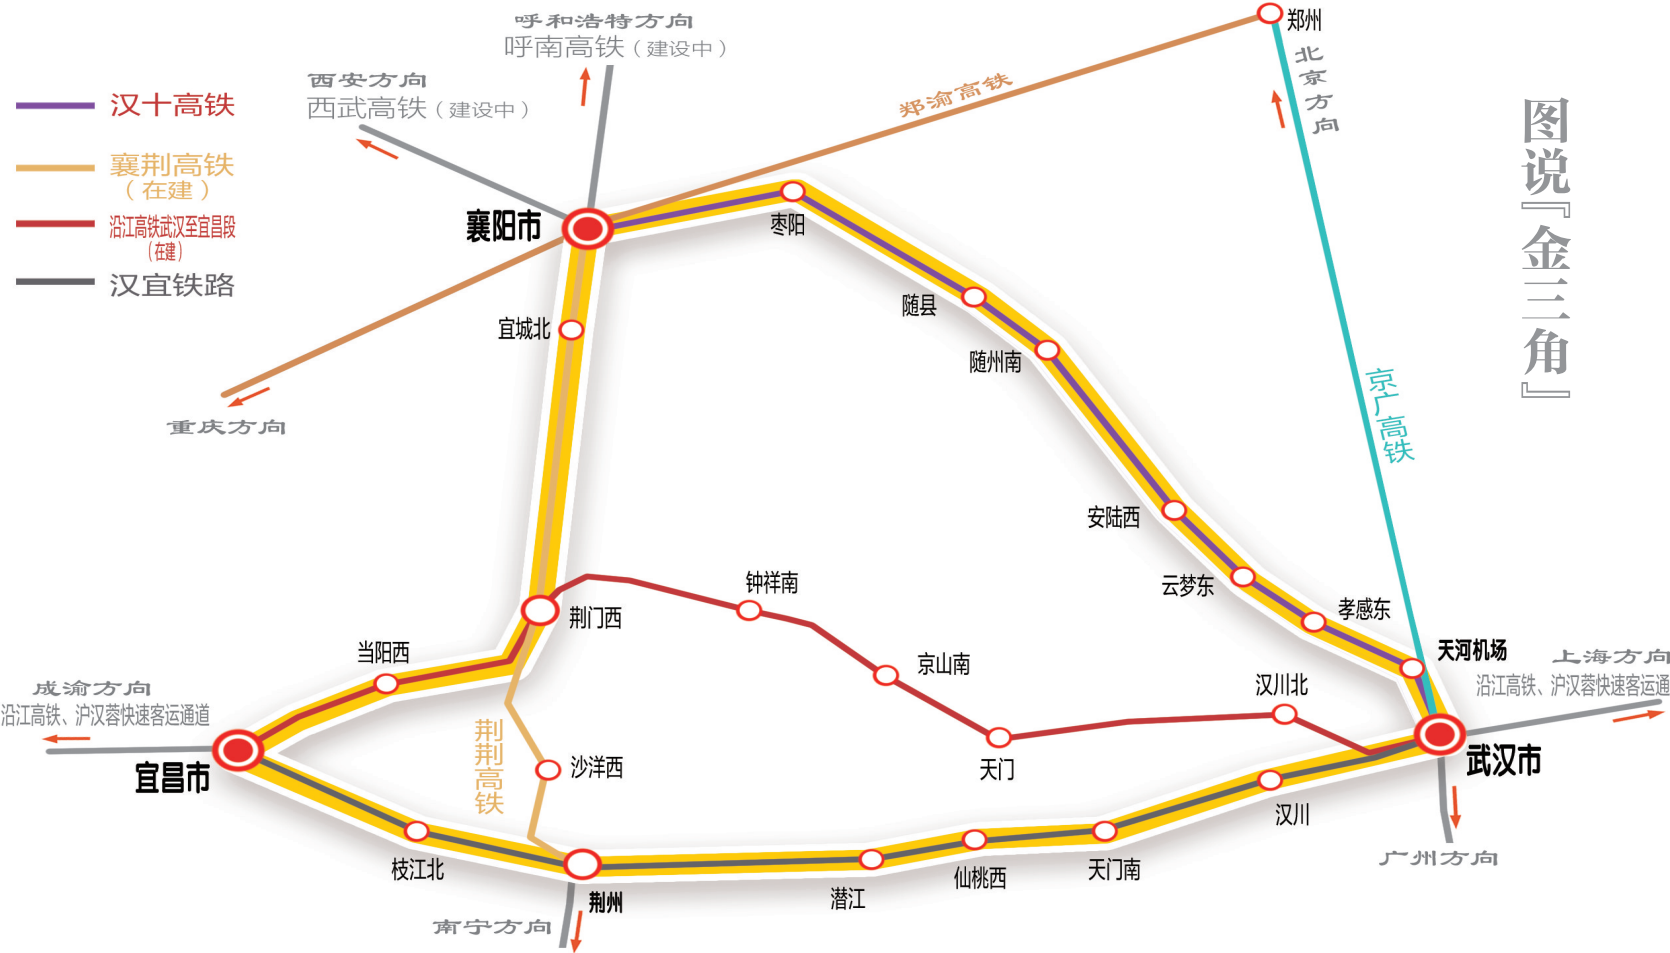 呼和浩特方向
呼南高铁（建设中）
西安方向
西武高铁（建设中）
郑州
北京方向
郑渝高铁
图说『金三角』
汉十高铁
襄荆高铁
（在建）
沿江高铁武汉至宜昌段
（在建）
汉宜铁路
襄阳市
枣阳
随县
宜城北
随州南
京广高铁
重庆方向
安陆西
云梦东
钟祥南
孝感东
荆门西
当阳西
京山南
天河机场
上海方向
沿江高铁、沪汉蓉快速客运通
汉川北
成渝方向
沿江高铁、沪汉蓉快速客运通道
荆荆高铁
沙洋西
天门
宜昌市
武汉市
汉川
枝江北
天门南
仙桃西
潜江
荆州
广州方向
南宁方向